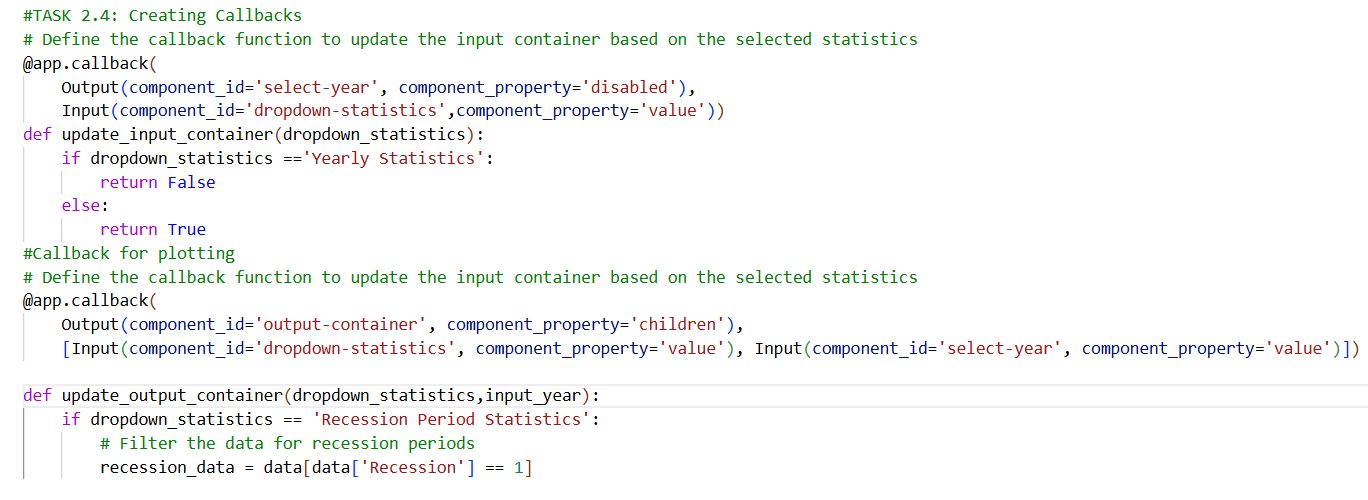 #TASK 2.4: Creating Callbacks
# Define the callback function to update the input container based on the selected statistics
@app.callback(
    Output(component_id='select-year', component_property='disabled'),
    Input(component_id='dropdown-statistics',component_property='value'))
def update_input_container(dropdown_statistics):
    if dropdown_statistics =='Yearly Statistics':
        return False
    else:
        return True
#Callback for plotting
# Define the callback function to update the input container based on the selected statistics
@app.callback(
    Output(component_id='output-container', component_property='children'),
    [Input(component_id='dropdown-statistics', component_property='value'), Input(component_id='select-year', component_property='value')])
def update_output_container(dropdown_statistics,input_year):
    if dropdown_statistics == 'Recession Period Statistics':
        # Filter the data for recession periods
        recession_data = data[data['Recession'] == 1]